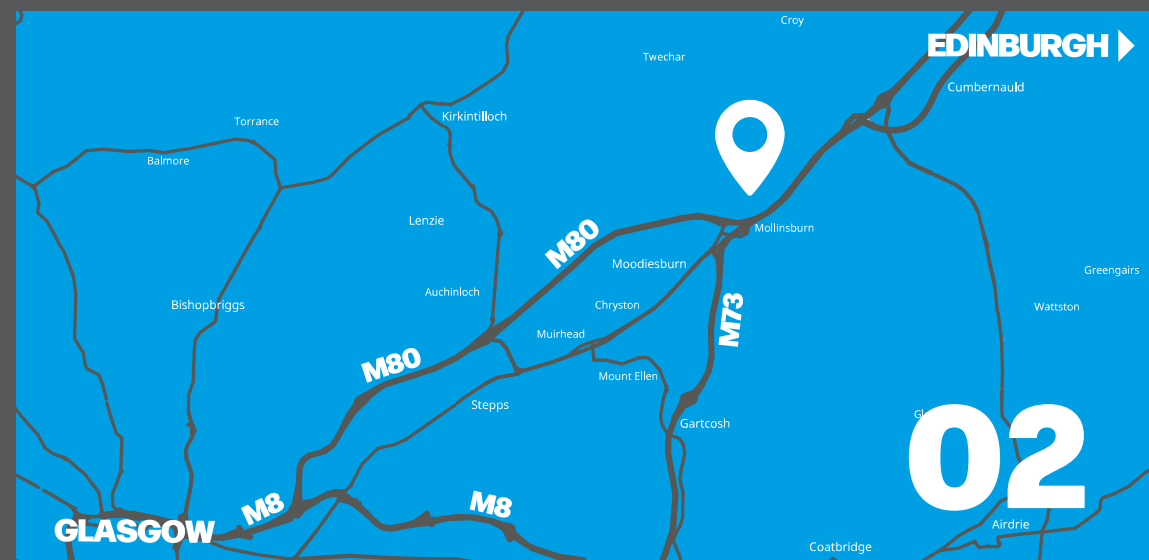 Croy
EDINBURGH
Twechar
Cumbernauld
Kirkintilloch
Torrance
Balmore
Lenzie
Mollinsburn
M80
Moodiesburn
Greengairs
Auchinloch
Bishopbriggs
Chryston
M73
Wattston
Muirhead
M80
Mount Ellen
Stepps
Gartcosh
02
M8
M8
GLASGOW
Airdrie
Coatbridge